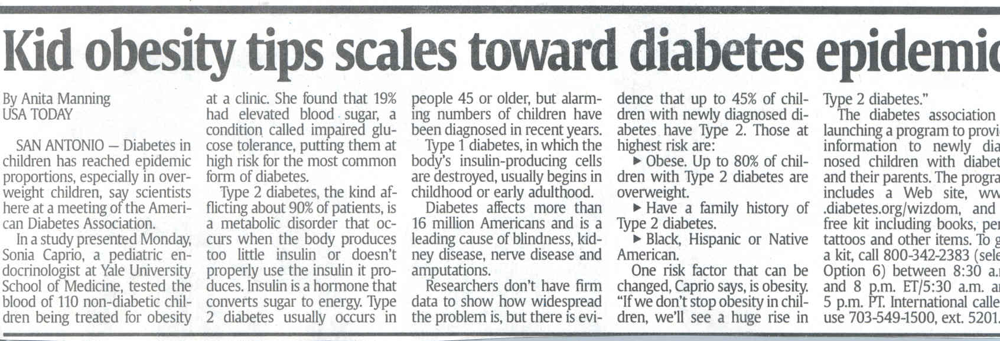 Kid obesity tips scales toward diabetes epidemic
By Anita Manning
USA TODAY
SAN ANTONIO — Diabetes in
children has reached epidemic
proportions, especially in over-
weight children, say scientists
here at a meeting of the Ameri-
can Diabetes Association.
In a study presented Monday,
Sonia Caprio, a pediatric en-
docrinologist at Yale University
School of Medicine, tested the
blood of 110 non-diabetic chil-
dren being treated for obesity
at a clinic. She found that 19%
had elevated blood sugar, a
condition called impaired glu-
cose tolerance, putting them at
high risk for the most common
form of diabetes.
Type 2 diabetes, the kind af-
flicting about 90% of patients, is
a metabolic disorder that oc-
curs when the body produces
too little insulin or doesn't
properly use the insulin it pro-
duces. Insulin is a hormone that
converts sugar to energy. Type
2 diabetes usually occurs in
people 45 or older, but alarm-
ing numbers of children have
been diagnosed in recent years.
Type 1 diabetes, in which the
body's insulin-producing cells
are destroyed, usually begins in
childhood or early adulthood.
Diabetes affects more than
16 million Americans and is a
leading cause of blindness, kid-
ney disease, nerve disease and
amputations.
Researchers don't have firm
data to show how widespread
the problem is, but there is evi-
dence that up to 45% of chil-
dren with newly diagnosed di-
abetes have Type 2. Those at
highest risk are:
▶ Obese. Up to 80% of chil-
dren with Type 2 diabetes are
overweight.
▶ Have a family history of
Type 2 diabetes.
▶ Black, Hispanic or Native
American.
One risk factor that can be
changed, Caprio says, is obesity.
"If we don't stop obesity in chil-
dren, we'll see a huge rise in
Type 2 diabetes."
The diabetes association
launching a program to provi
information to newly dia
nosed children with diabet
and their parents. The progra
includes a Web site, ww
.diabetes.org/wizdom, and
free kit including books, pe
tattoos and other items. To g
a kit, call 800-342-2383 (sele
Option 6) between 8:30 a.
and 8 p.m. ET/5:30 a.m. a
5 p.m. PT. International calle
use 703-549-1500, ext. 5201.